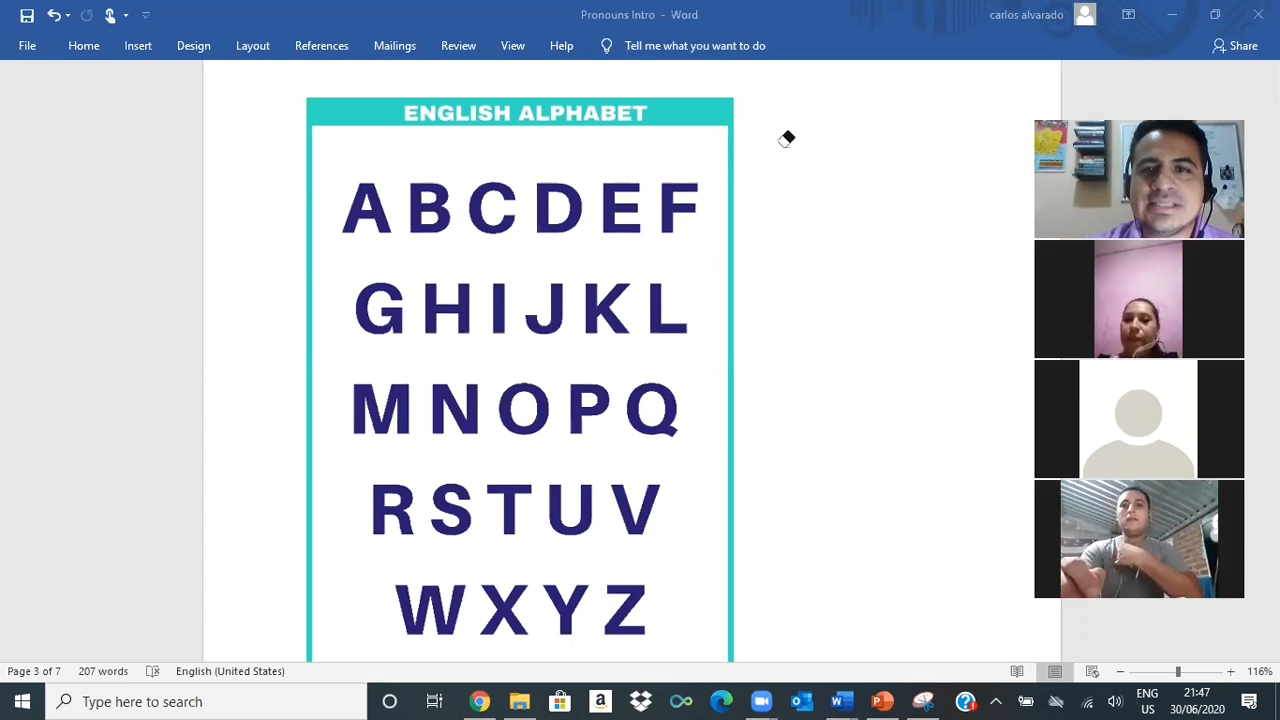 Pronouns Intro - Word
carlos alvarado
File Home Insert Design Layout References Mailings Review View Help Tell me what you want to do Share
ENGLISH ALPHABET
A B C D E F
G H I J K L
M N O P Q
R S T U V
W X Y Z
Page 3 of 7 207 words English (United States) 116%
Type here to search
ENG 21:47
US 30/06/2020